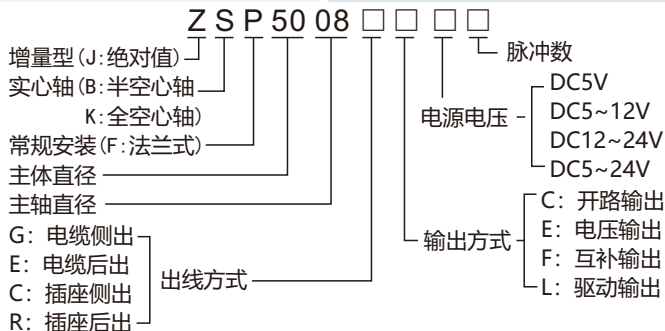 Z S P 50 08 □ □ □ □
增量型(J:绝对值)
实心轴(B:半空心轴
K:全空心轴)
常规安装(F:法兰式)
主体直径
主轴直径
G: 电缆侧出
E: 电缆后出
C: 插座侧出
R: 插座后出
出线方式
脉冲数
电源电压
DC5V
DC5~12V
DC12~24V
DC5~24V
输出方式
C: 开路输出
E: 电压输出
F: 互补输出
L: 驱动输出